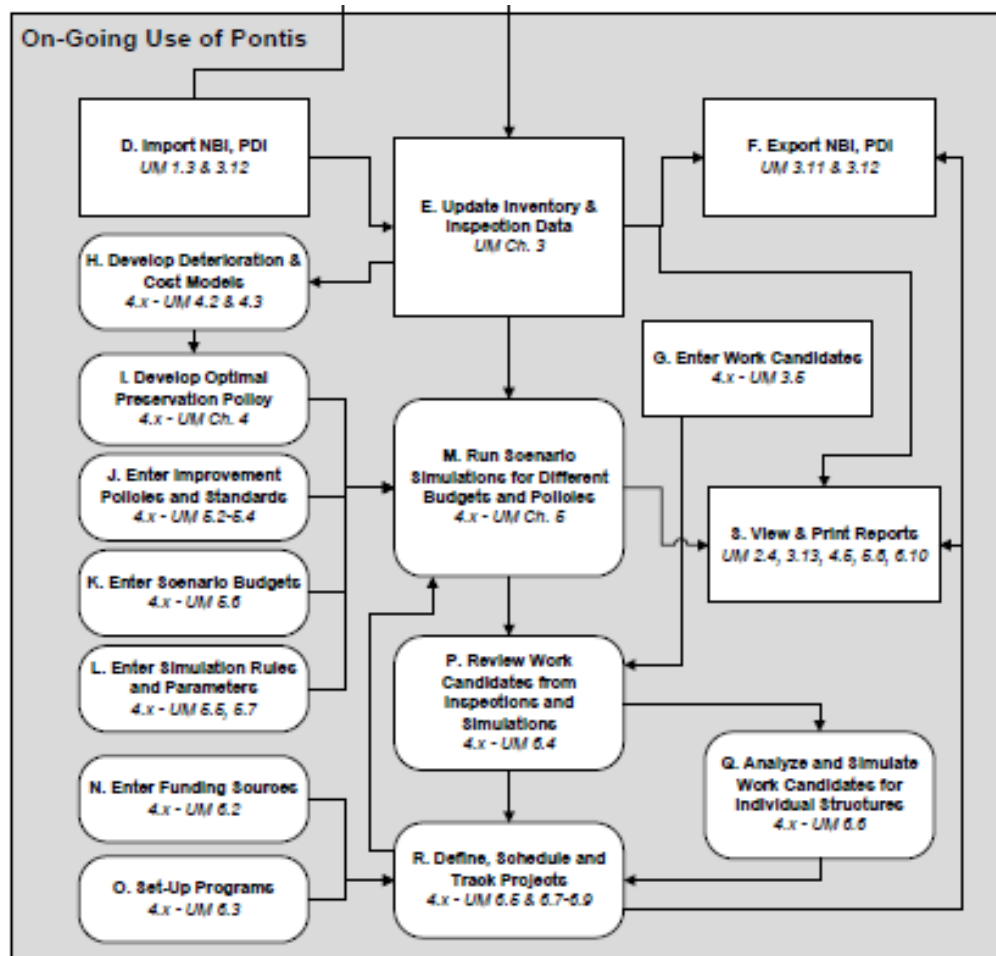 On-Going Use of Pontis
D. Import NBI, PDI
UM 1.3 & 3.12
E. Update Inventory &
Inspection Data
UM Ch. 3
F. Export NBI, PDI
UM 3.11 & 3.12
H. Develop Deterioration &
Cost Models
4.x - UM 4.2 & 4.3
G. Enter Work Candidates
4.x - UM 3.5
I. Develop Optimal
Preservation Policy
4.x - UM Ch. 4
J. Enter Improvement
Policies and Standards
4.x - UM 5.2-5.4
K. Enter Scenario Budgets
4.x - UM 5.6
L. Enter Simulation Rules
and Parameters
4.x - UM 5.5, 5.7
M. Run Scenario
Simulations for Different
Budgets and Policies
4.x - UM Ch. 5
S. View & Print Reports
UM 2.4, 3.13, 4.5, 5.8, 6.10
P. Review Work
Candidates from
Inspections and
Simulations
4.x - UM 6.4
N. Enter Funding Sources
4.x - UM 6.2
Q. Analyze and Simulate
Work Candidates for
Individual Structures
4.x - UM 6.6
O. Set-Up Programs
4.x - UM 6.3
R. Define, Schedule and
Track Projects
4.x - UM 6.5 & 6.7-6.9